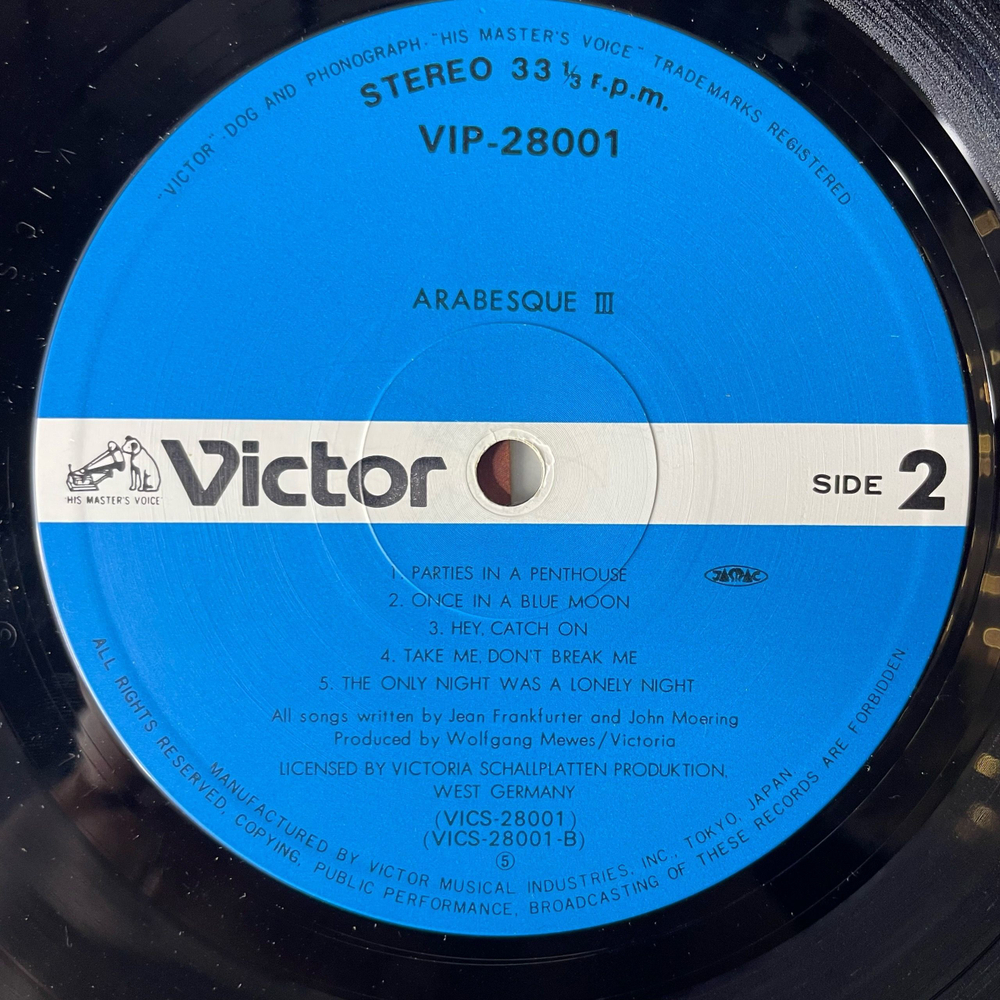 "VICTOR" - DOG AND PHONOGRAPH - "HIS MASTER'S VOICE" TRADEMARKS REGISTERED
STEREO 33 ⅓ r.p.m.
VIP-28001
ARABESQUE Ⅲ
HIS MASTER'S VOICE
Victor
SIDE 2
1. PARTIES IN A PENTHOUSE
JASRAC
2. ONCE IN A BLUE MOON
3. HEY, CATCH ON
4. TAKE ME, DON'T BREAK ME
5. THE ONLY NIGHT WAS A LONELY NIGHT
All songs written by Jean Frankfurter and John Moering
Produced by Wolfgang Mewes/Victoria
LICENSED BY VICTORIA SCHALLPLATTEN PRODUKTION,
WEST GERMANY
(VICS-28001)
(VICS-28001-B)
⑤
MANUFACTURED BY VICTOR MUSICAL INDUSTRIES, INC. TOKYO, JAPAN
ALL RIGHTS RESERVED, COPYING, PUBLIC PERFORMANCE, BROADCASTING OF THESE RECORDS ARE FORBIDDEN